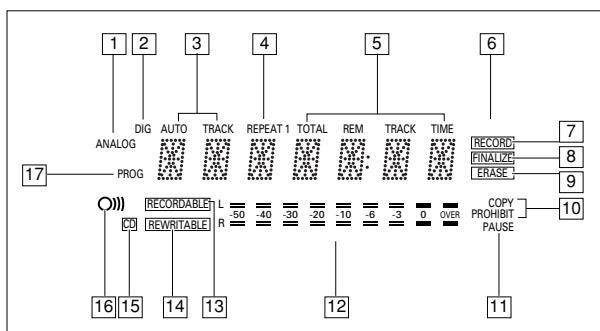 1 2 3 4 5 6
DIG AUTO TRACK REPEAT 1 TOTAL REM TRACK TIME
ANALOG RECORD 7
FINALIZE 8
17 PROG ERASE 9
RECORDABLE L COPY
-50 -40 -30 -20 -10 -6 -3 0 OVER PROHIBIT 10
CD REWRITABLE R PAUSE
16 15 14 13 12 11